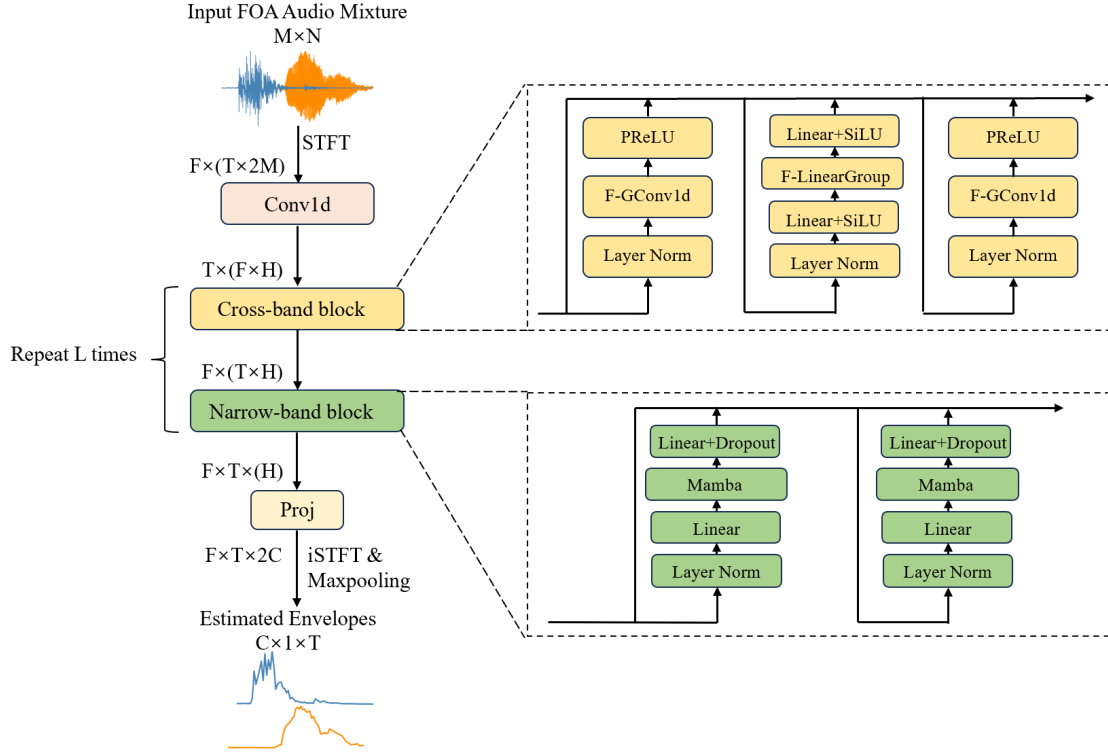 Input FOA Audio Mixture
M×N
STFT
F×(T×2M)
Conv1d
T×(F×H)
Cross-band block
Repeat L times
F×(T×H)
Narrow-band block
F×T×(H)
Proj
F×T×2C
iSTFT &
Maxpooling
Estimated Envelopes
C×1×T
PReLU
F-GConv1d
Layer Norm
Linear+SiLU
F-LinearGroup
Linear+SiLU
Layer Norm
PReLU
F-GConv1d
Layer Norm
Linear+Dropout
Mamba
Linear
Layer Norm
Linear+Dropout
Mamba
Linear
Layer Norm